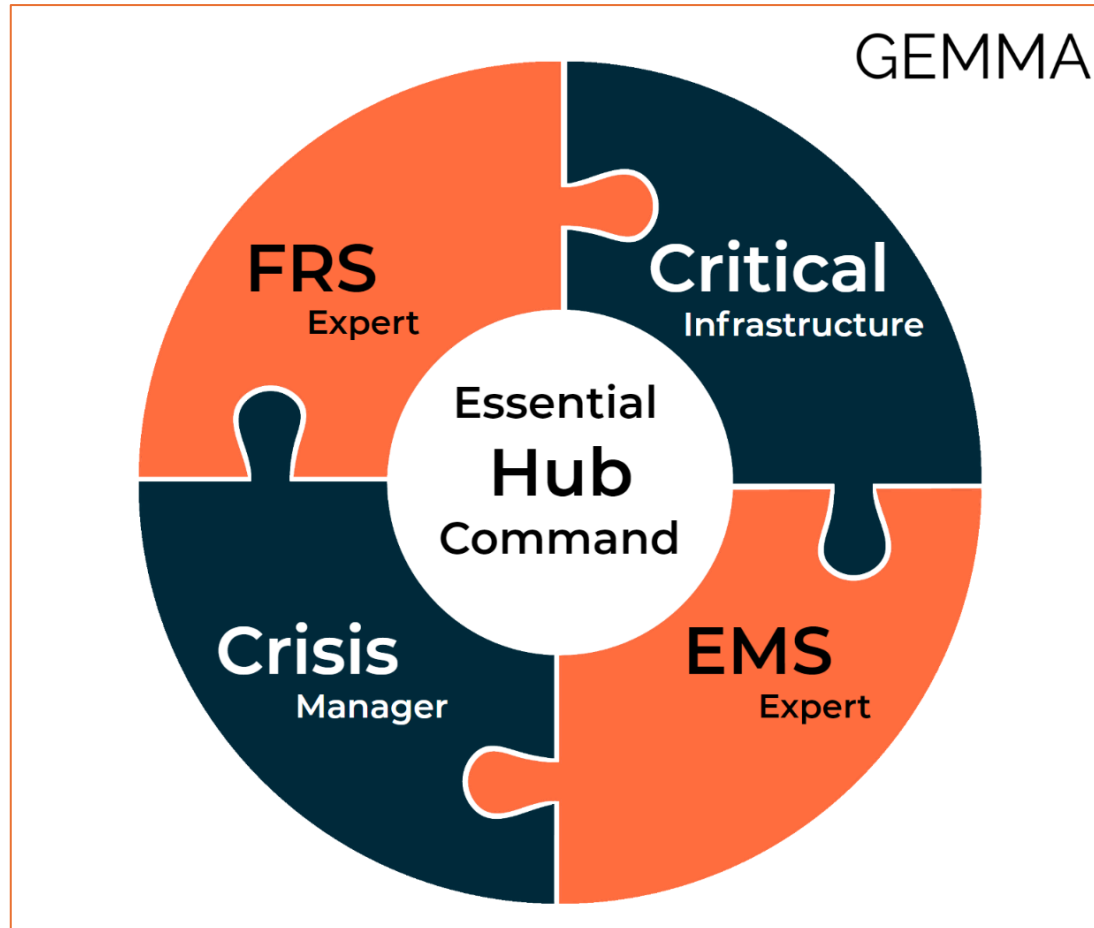 GEMMA
FRS
Expert
Critical
Infrastructure
Essential
Hub
Command
Crisis
Manager
EMS
Expert